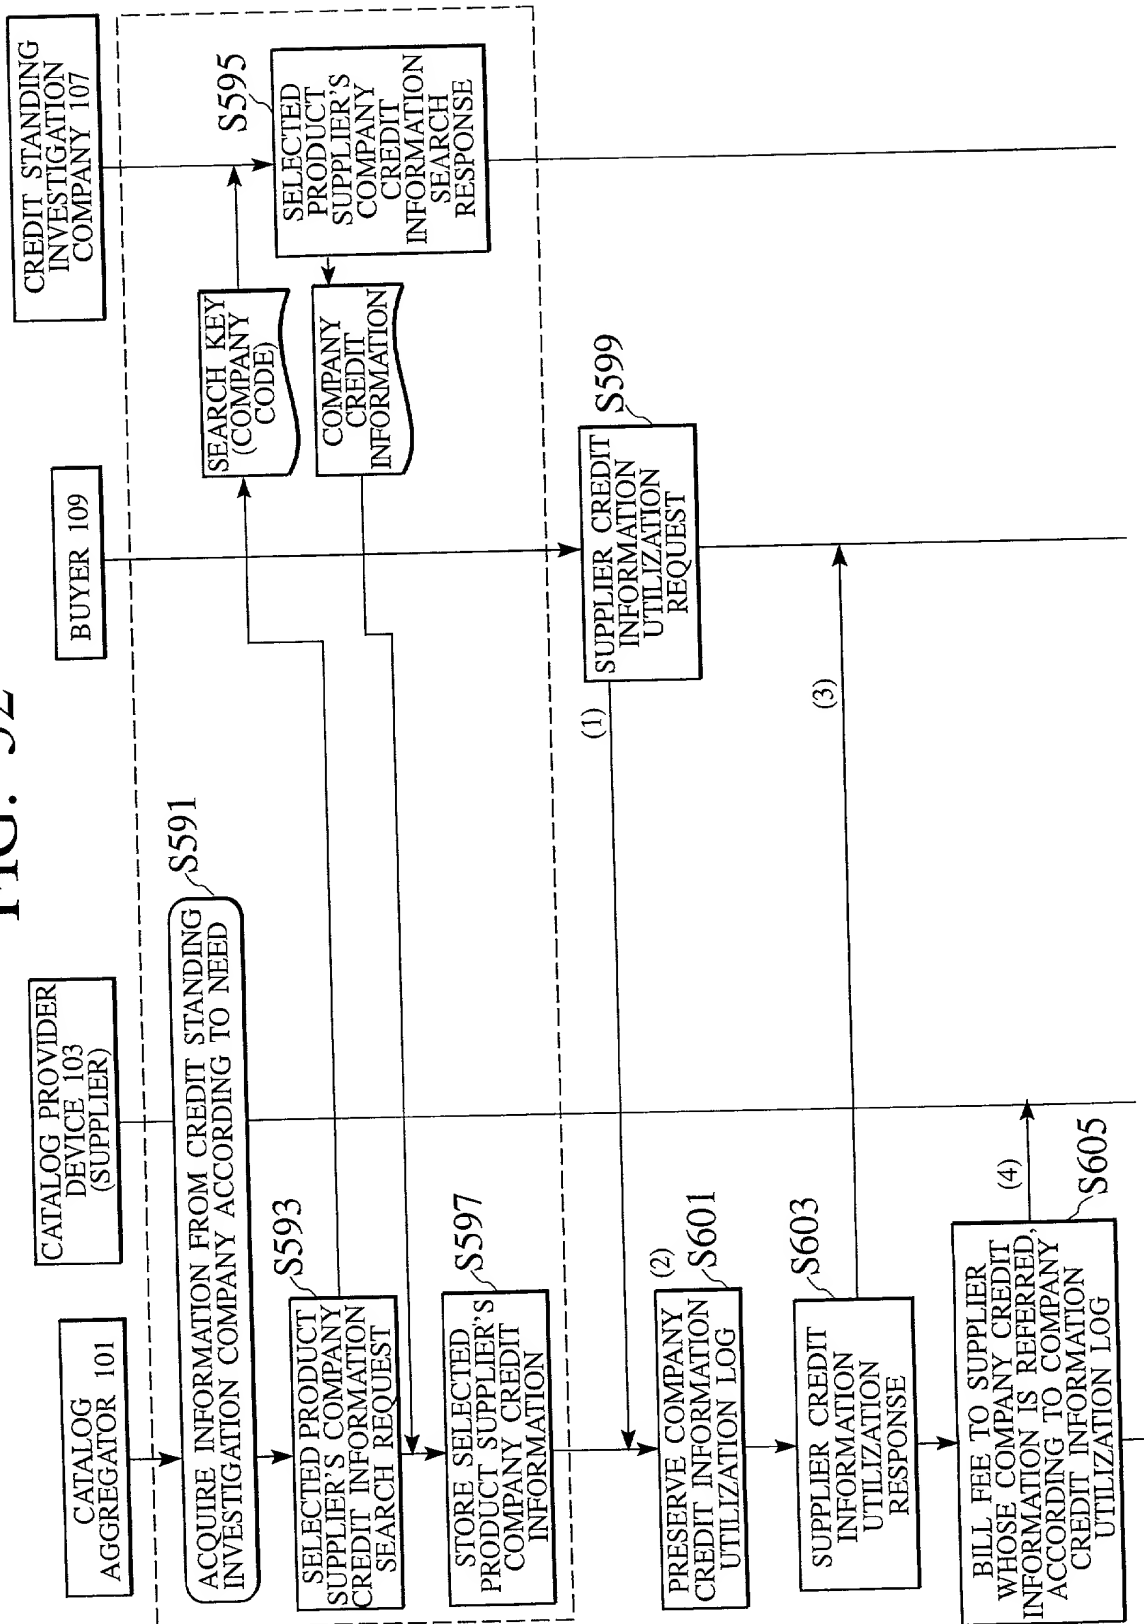 FIG.
CATALOG
AGGREGATOR 101
CATALOG PROVIDER
DEVICE 103
(SUPPLIER)
BUYER 109
CREDIT STANDING
INVESTIGATION
COMPANY 107
S591
ACQUIRE INFORMATION FROM CREDIT STANDING
INVESTIGATION COMPANY ACCORDING TO NEED
S593
SELECTED PRODUCT
SUPPLIER'S COMPANY
CREDIT INFORMATION
SEARCH REQUEST
SEARCH KEY
(COMPANY
CODE)
S595
SELECTED
PRODUCT
SUPPLIER'S
COMPANY
CREDIT
INFORMATION
SEARCH
RESPONSE
COMPANY
CREDIT
INFORMATION
S597
STORE SELECTED
PRODUCT SUPPLIER'S
COMPANY CREDIT
INFORMATION
S599
SUPPLIER CREDIT
INFORMATION
UTILIZATION
REQUEST
(1)
(2)
S601
PRESERVE COMPANY
CREDIT INFORMATION
UTILIZATION LOG
S603
SUPPLIER CREDIT
INFORMATION
UTILIZATION
RESPONSE
(3)
BILL FEE TO SUPPLIER
WHOSE COMPANY CREDIT
INFORMATION IS REFERRED,
ACCORDING TO COMPANY
CREDIT INFORMATION
UTILIZATION LOG
(4)
S605